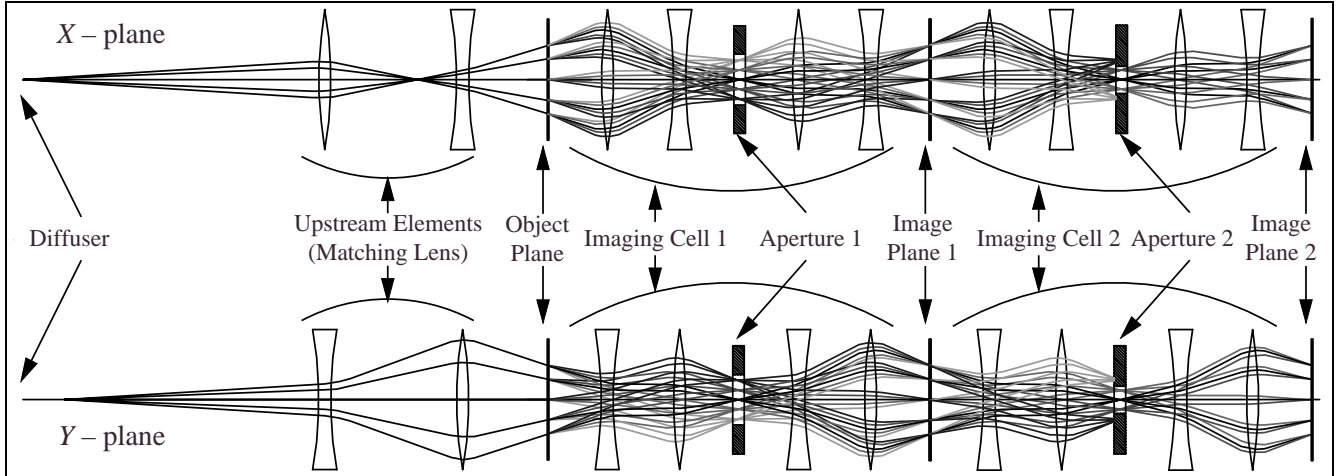 X – plane
Diffuser
Upstream Elements
(Matching Lens)
Object
Plane
Imaging Cell 1
Aperture 1
Image
Plane 1
Imaging Cell 2
Aperture 2
Image
Plane 2
Y – plane